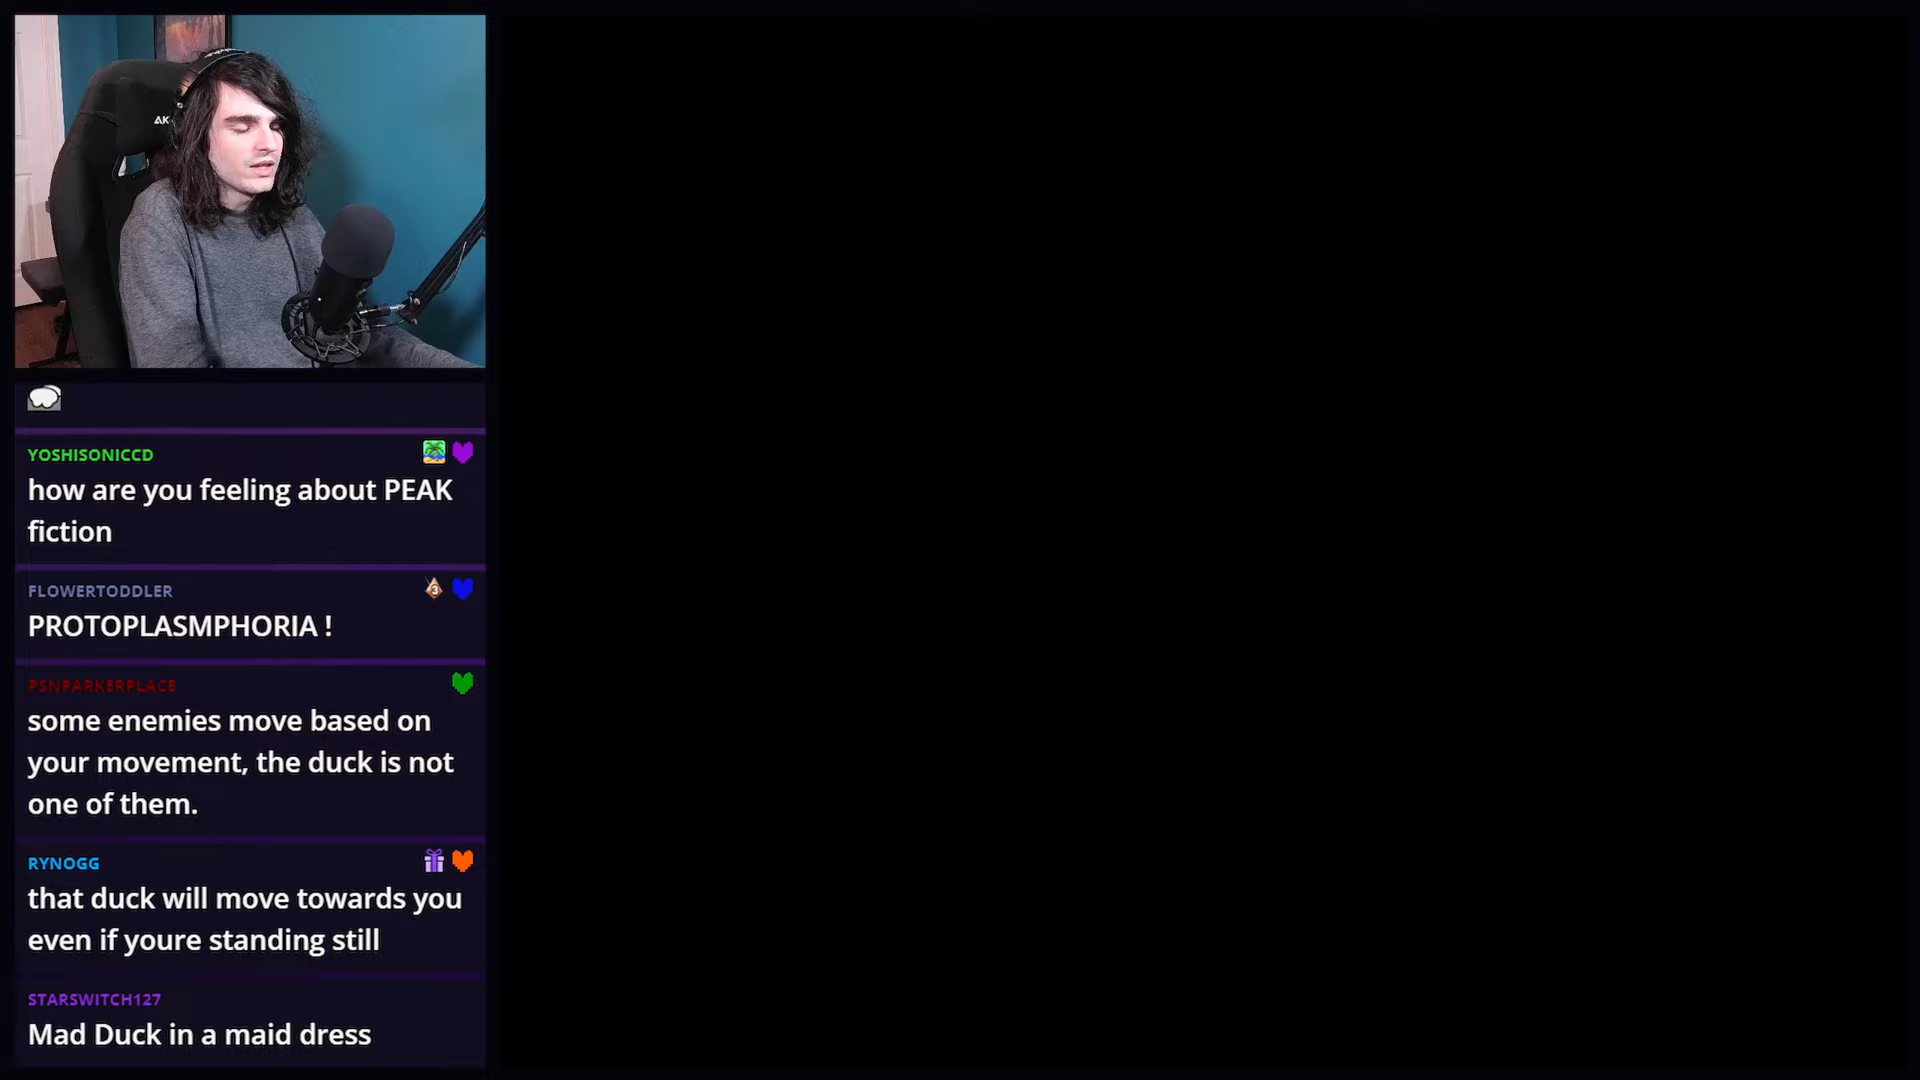 AK
YOSHISONICCD
how are you feeling about PEAK
fiction
FLOWERTODDLER
3
PROTOPLASMPHORIA !
PSNPARKERPLACE
some enemies move based on
your movement, the duck is not
one of them.
RYNOGG
that duck will move towards you
even if youre standing still
STARSWITCH127
Mad Duck in a maid dress